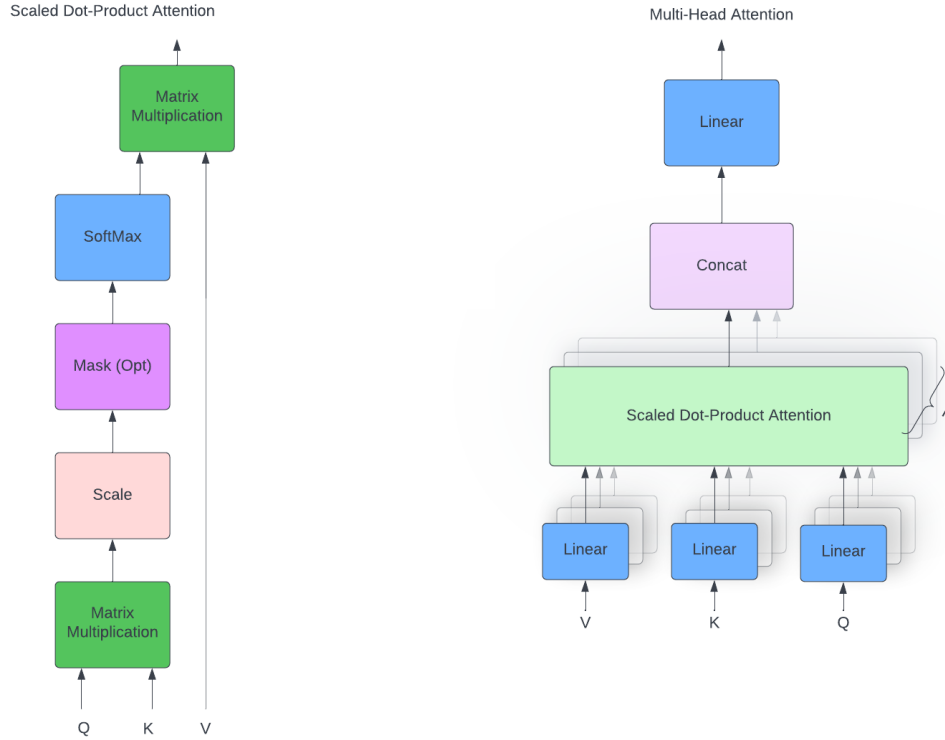 Scaled Dot-Product Attention
Matrix
Multiplication
SoftMax
Mask (Opt)
Scale
Matrix
Multiplication
Q
K
V
Multi-Head Attention
Linear
Concat
Scaled Dot-Product Attention
Linear
Linear
Linear
V
K
Q